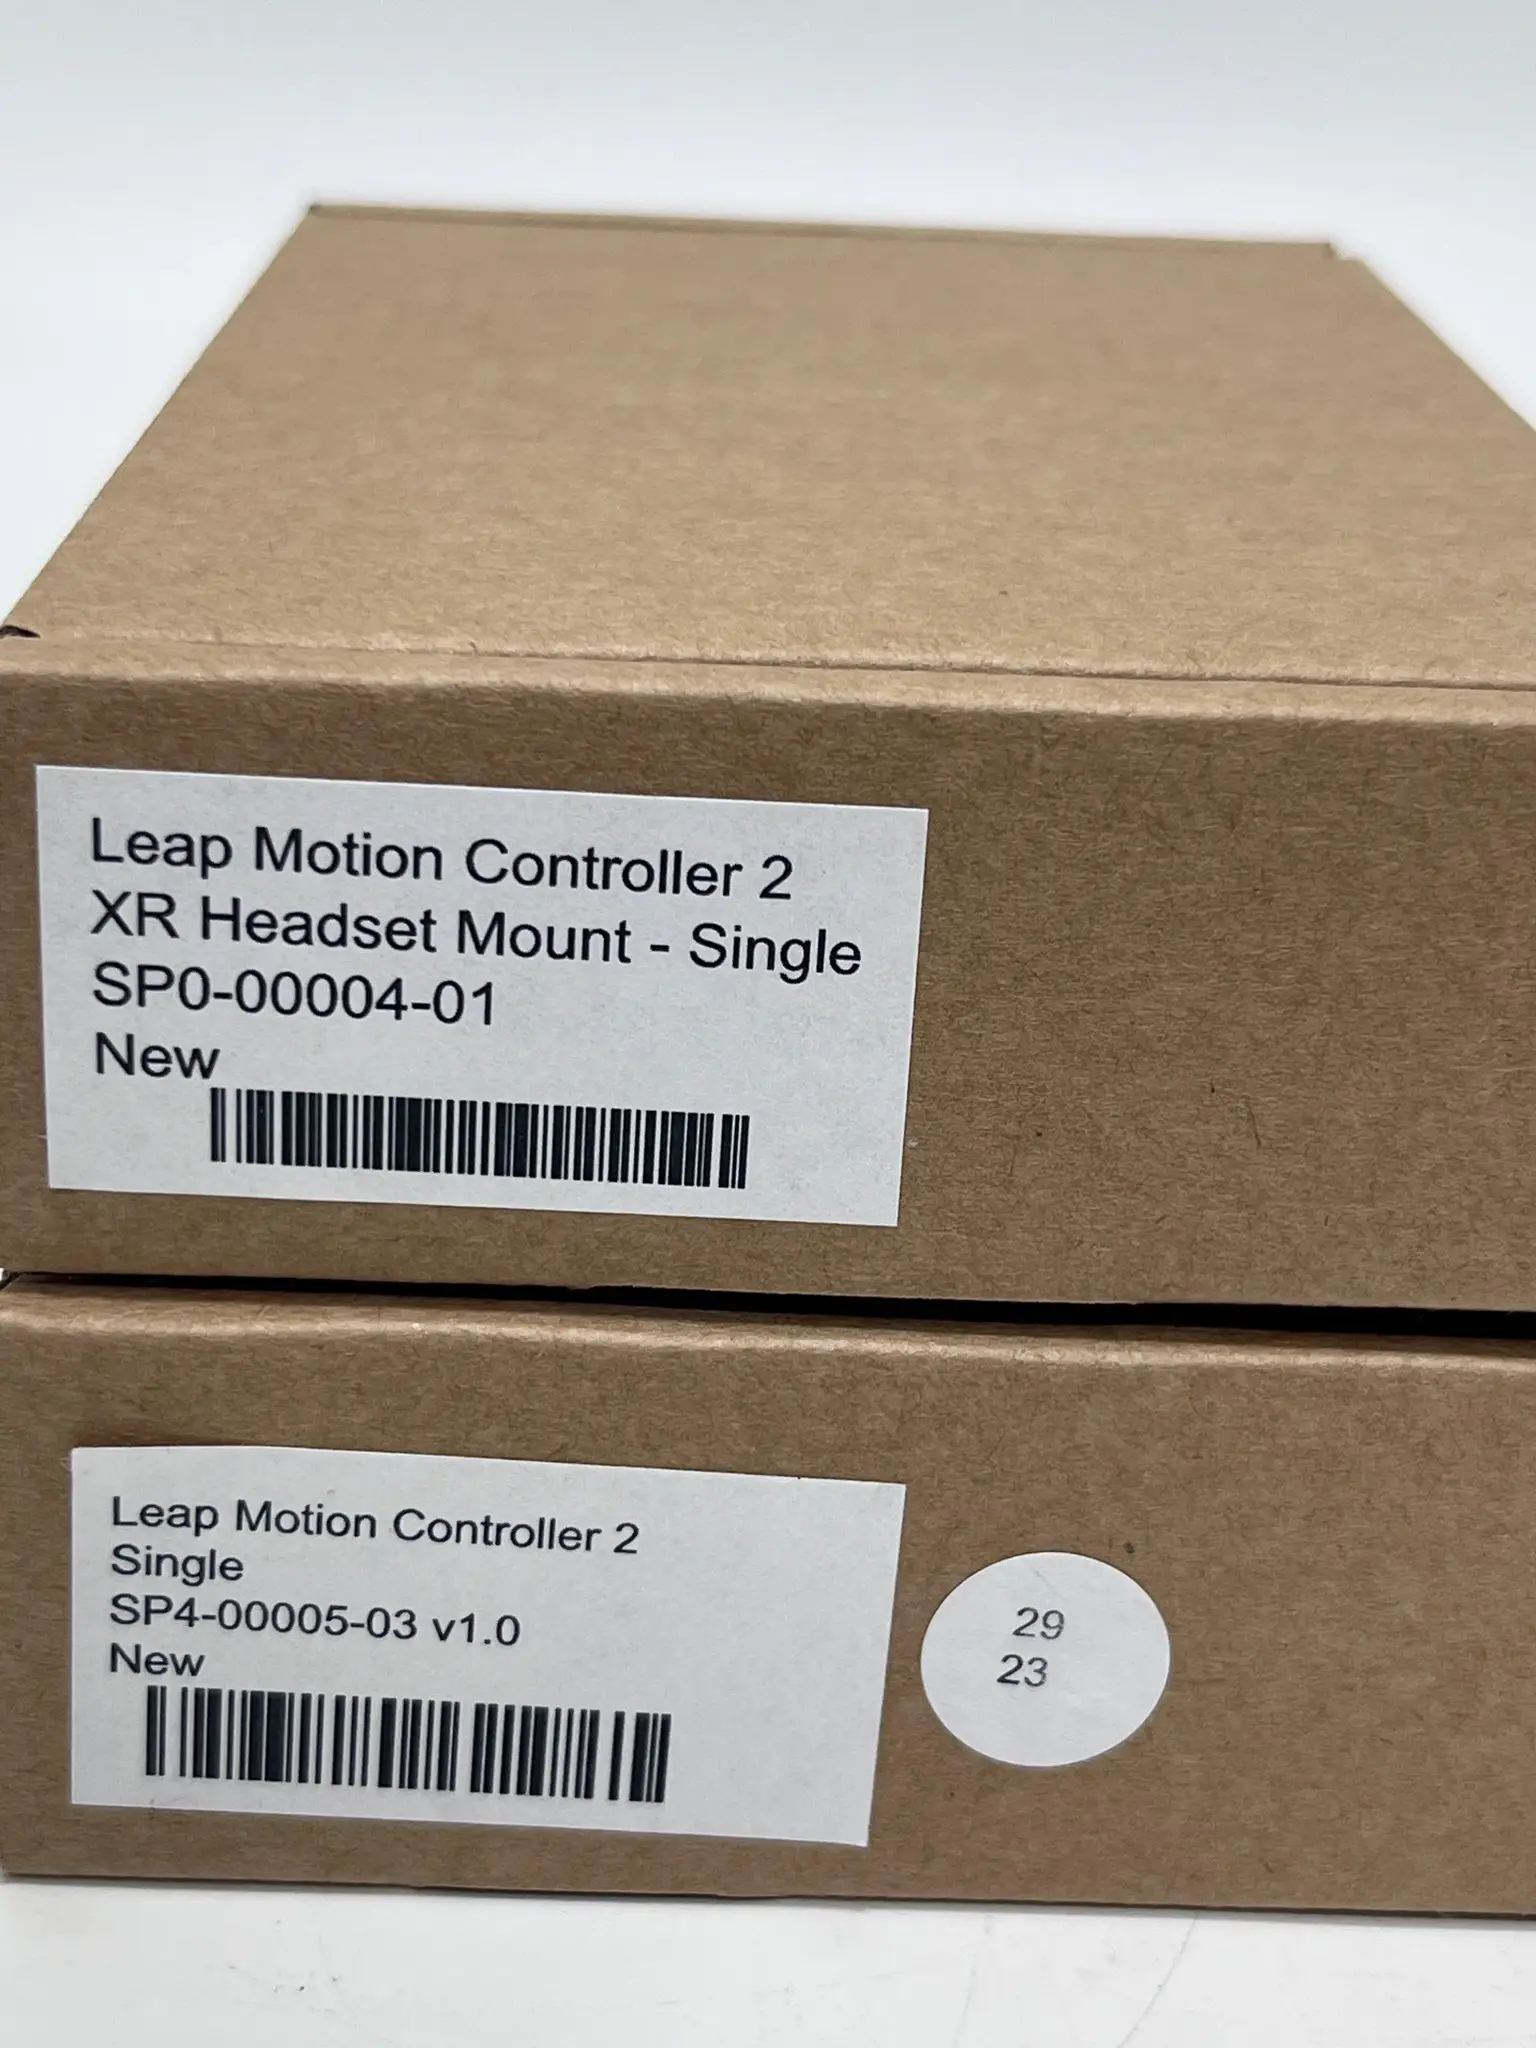 Leap Motion Controller 2
XR Headset Mount - Single
SP0-00004-01
New
Leap Motion Controller 2
Single
SP4-00005-03 v1.0
New
29
23